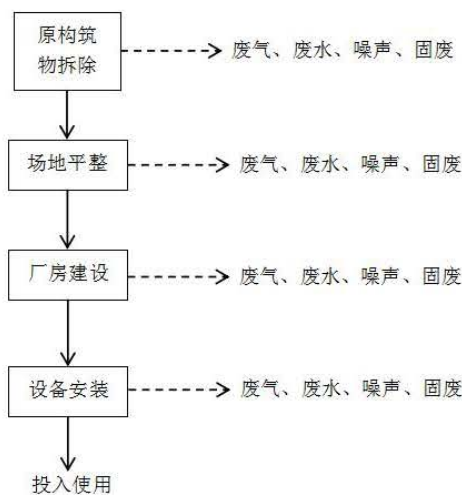 原构筑
物拆除
废气、废水、噪声、固废
场地平整
废气、废水、噪声、固废
厂房建设
废气、废水、噪声、固废
设备安装
废气、废水、噪声、固废
投入使用